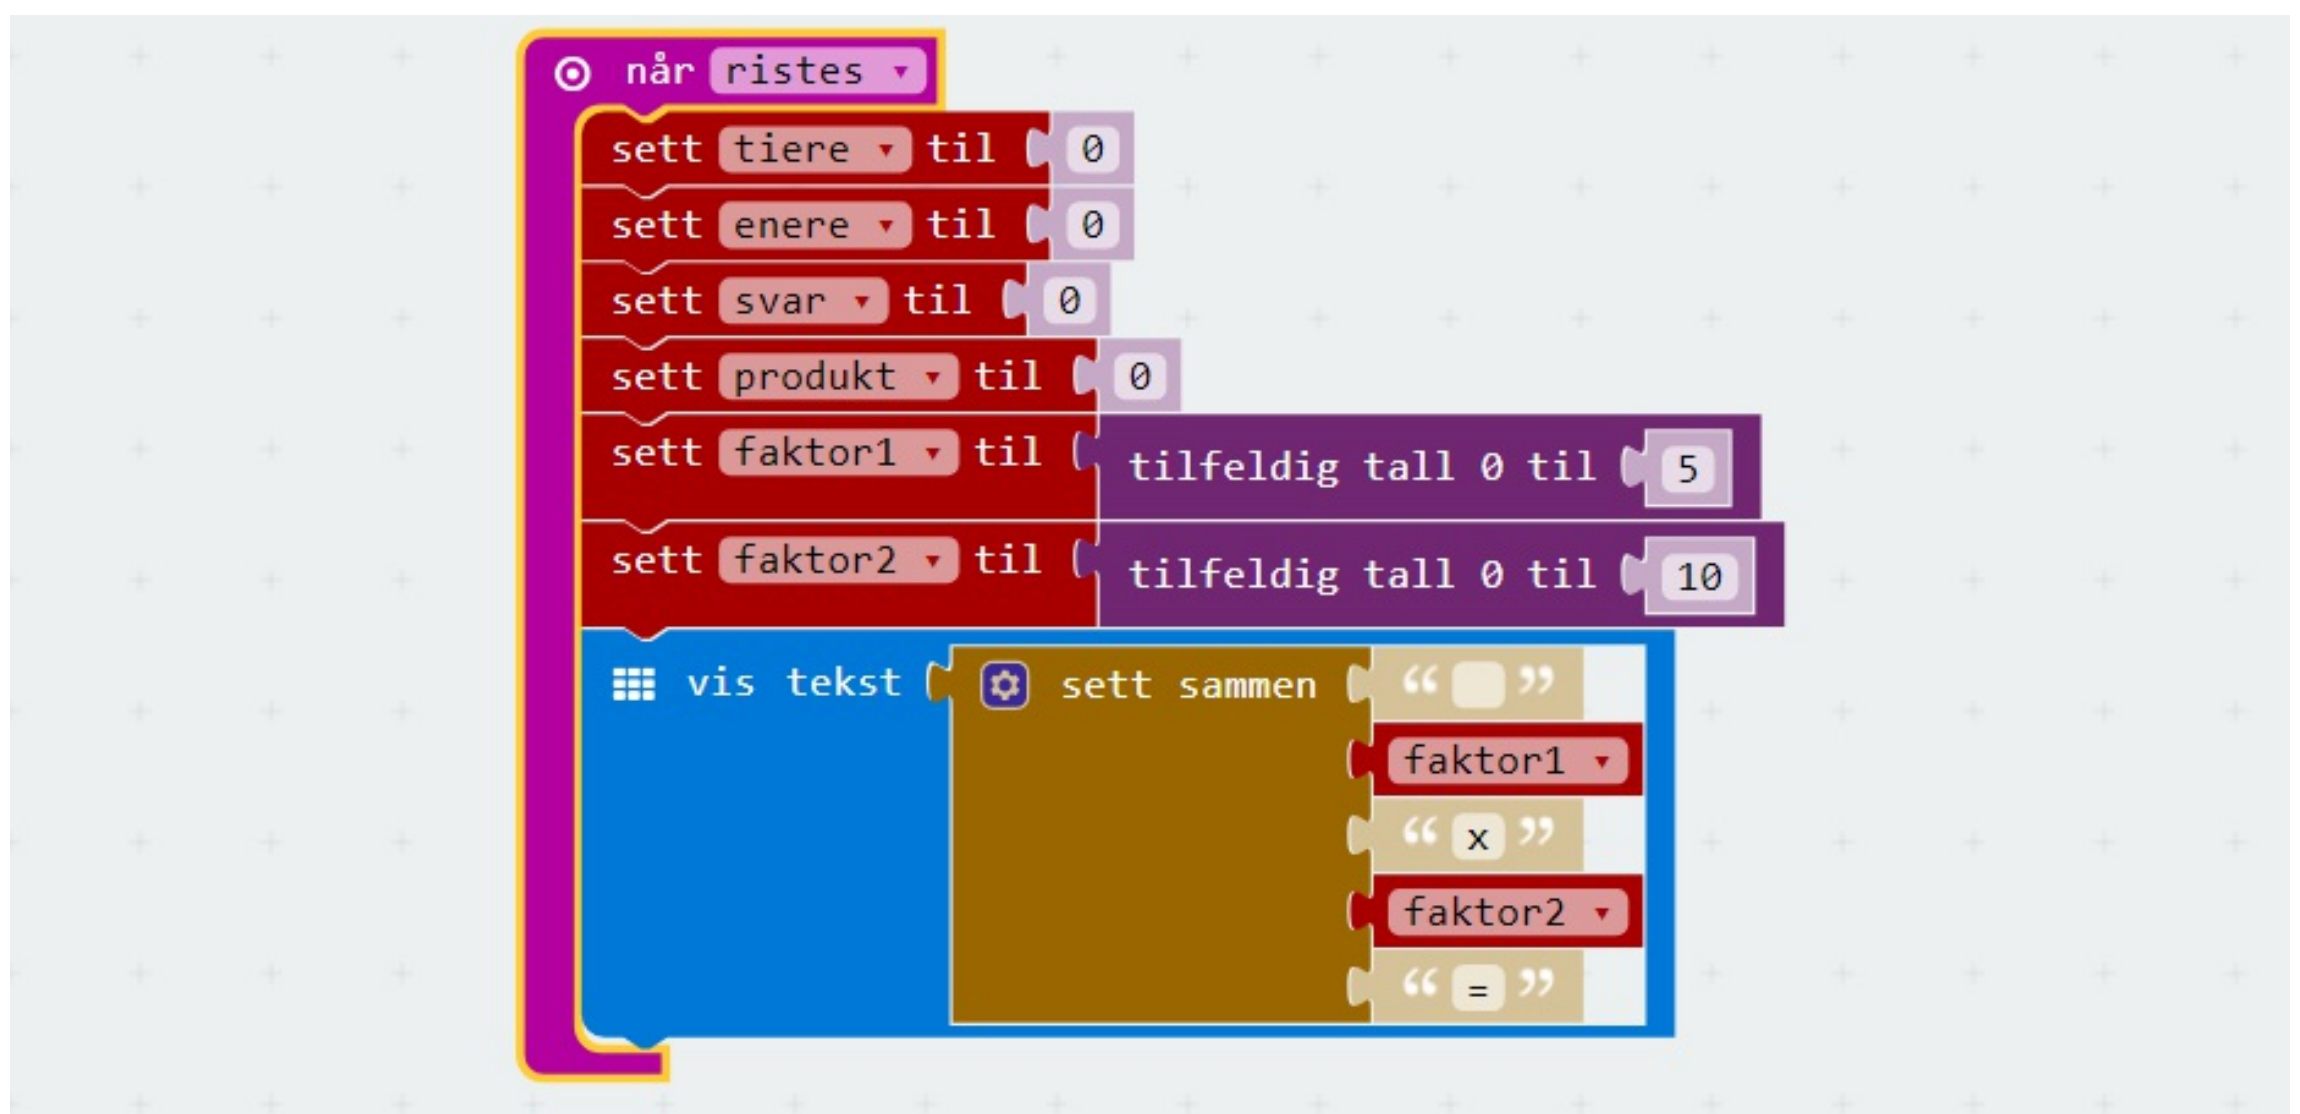 når ristes
sett tiere til 0
sett enere til 0
sett svar til 0
sett produkt til 0
sett faktor1 til tilfeldig tall 0 til 5
sett faktor2 til tilfeldig tall 0 til 10
vis tekst sett sammen “ ”
faktor1
“ x ”
faktor2
“ = ”